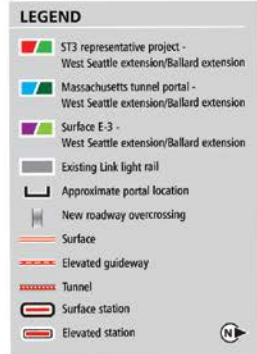 LEGEND
ST3 representative project -
West Seattle extension/Ballard extension
Massachusetts tunnel portal -
West Seattle extension/Ballard extension
Surface E-3 -
West Seattle extension/Ballard extension
Existing Link light rail
Approximate portal location
New roadway overcrossing
Surface
Elevated guideway
Tunnel
Surface station
Elevated station
N